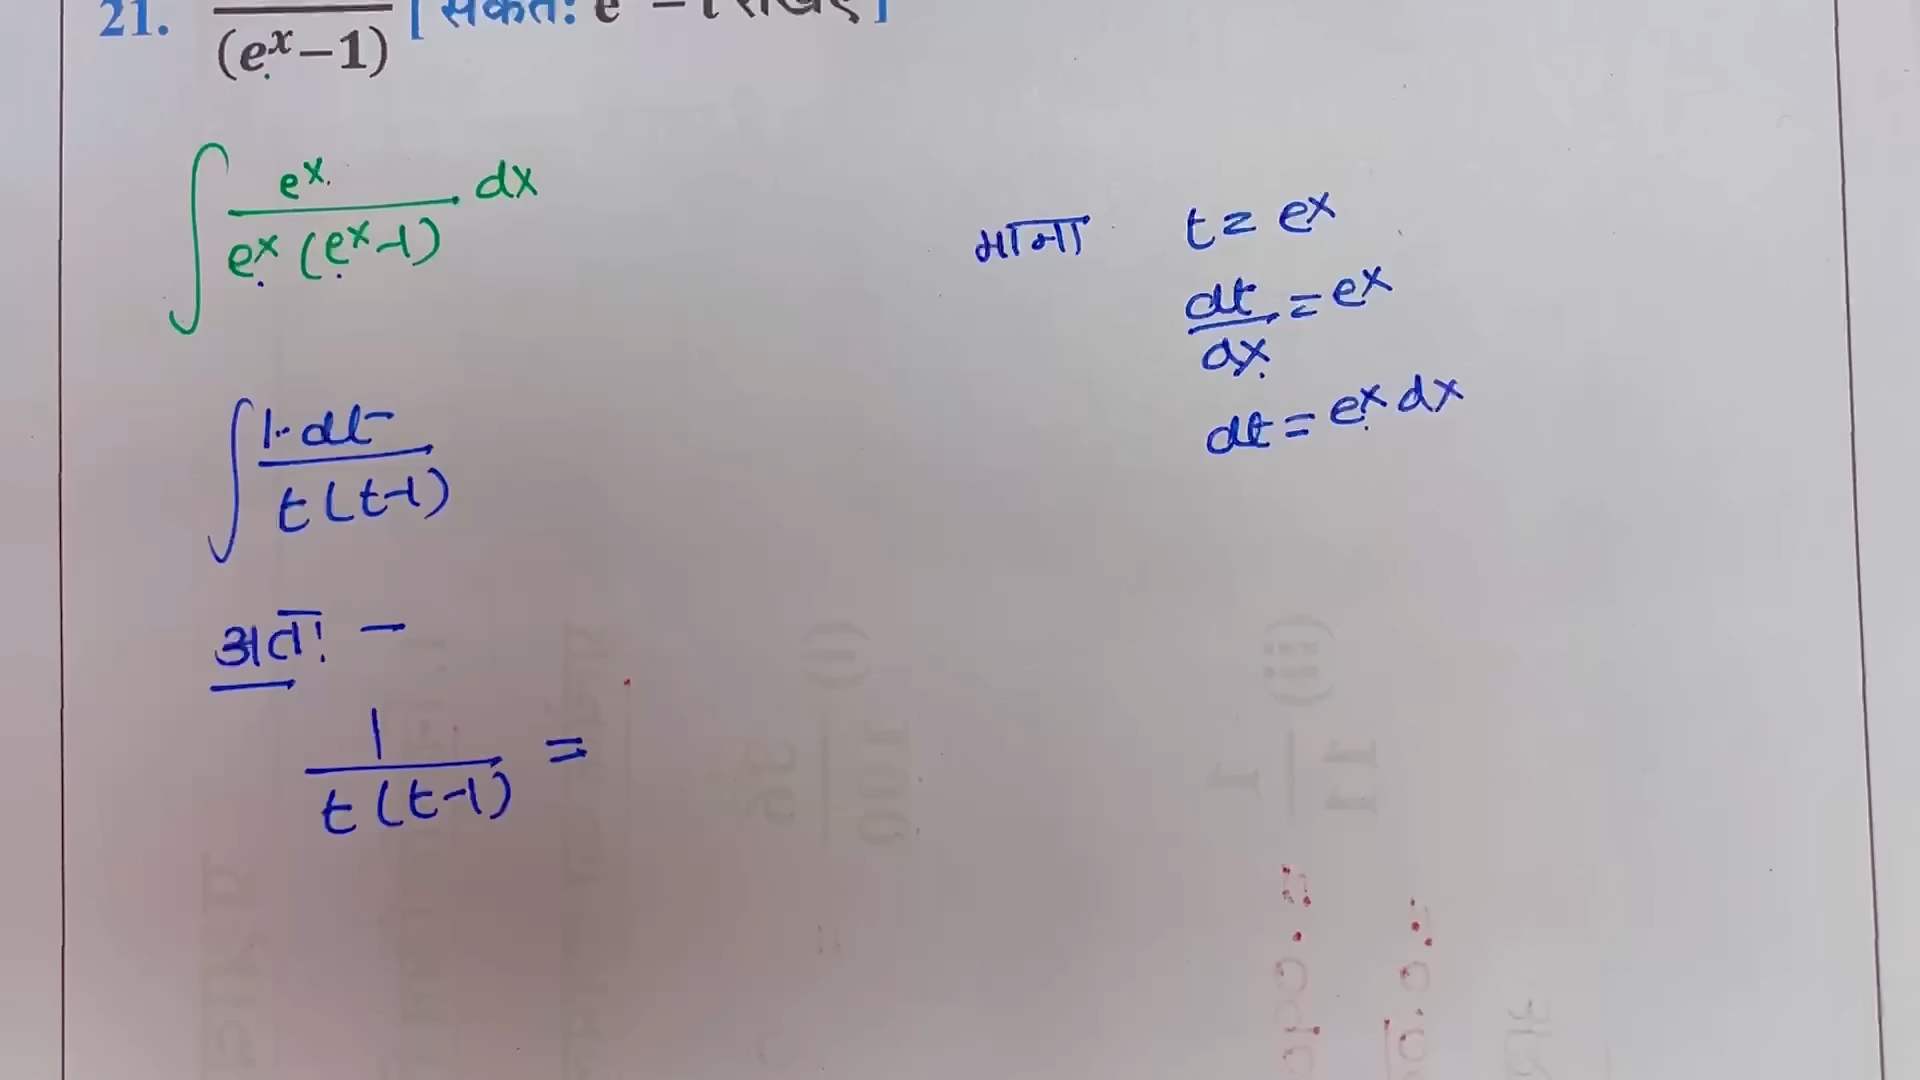 21. (eˣ−1) [ संकेत: e
∫ eˣ / eˣ (eˣ-1) dx
माना t = eˣ
dt/dx = eˣ
dt = eˣ dx
∫ 1·dt / t(t-1)
अतः -
1 / t(t-1) =